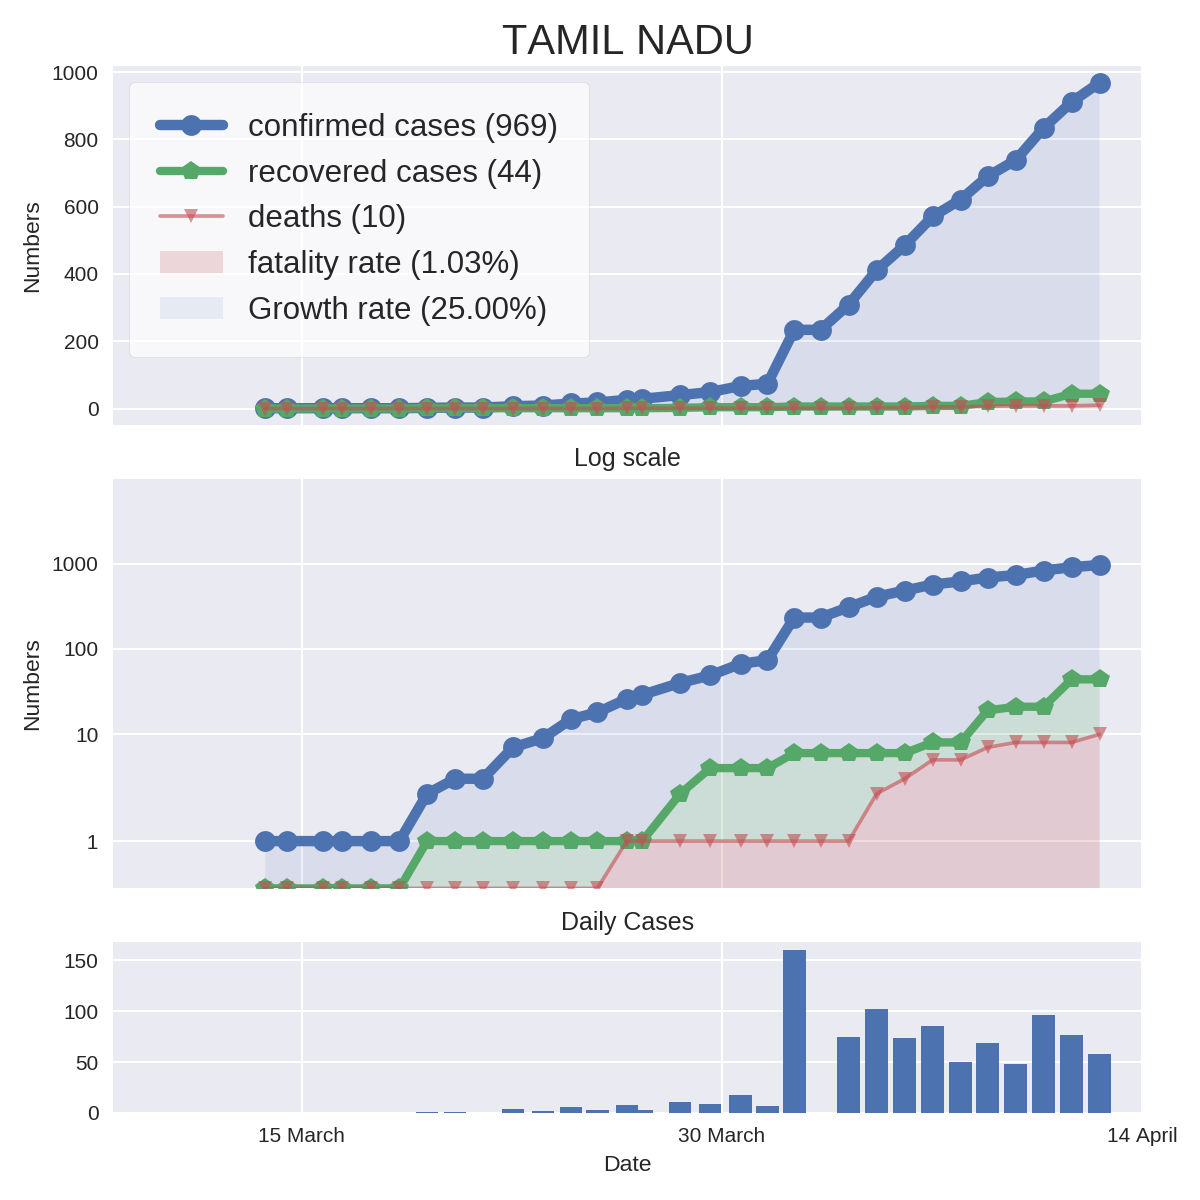 TAMIL NADU
1000
800
600
400
200
0
Numbers
confirmed cases (969)
recovered cases (44)
deaths (10)
fatality rate (1.03%)
Growth rate (25.00%)
Log scale
1000
100
10
1
Numbers
Daily Cases
150
100
50
0
15 March
30 March
14 April
Date